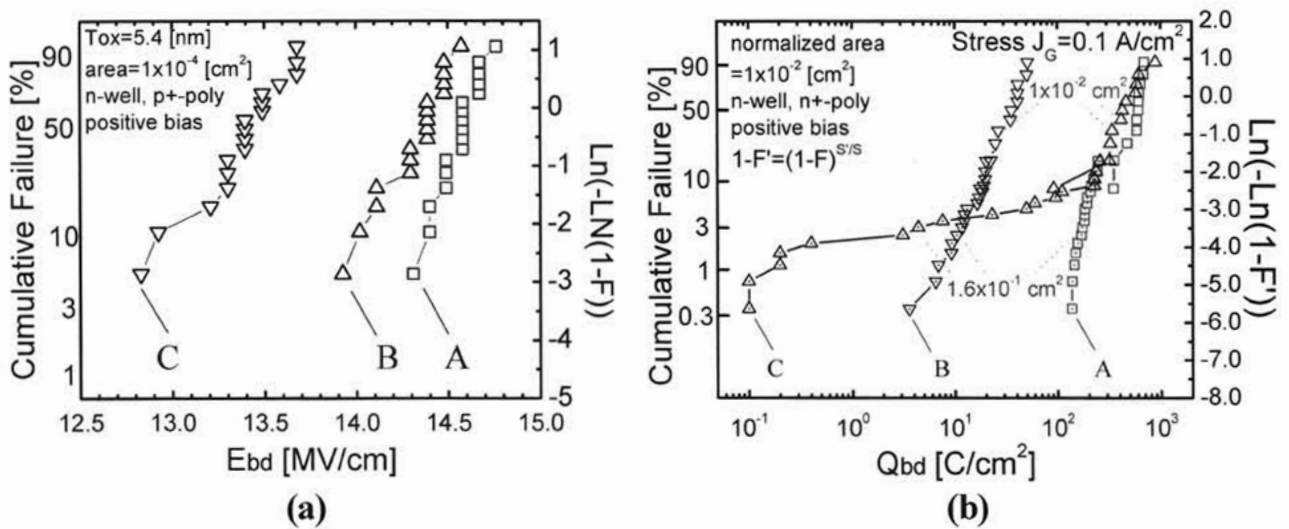 Tox=5.4 [nm]
area=1x10⁻⁴ [cm²]
n-well, p+-poly
positive bias
Cumulative Failure [%]
90
50
10
3
1
C
B
A
1
0
-1
-2
-3
-4
-5
Ln(-LN(1-F))
12.5 13.0 13.5 14.0 14.5 15.0
Ebd [MV/cm]
(a)
normalized area
=1x10⁻² [cm²]
n-well, n+-poly
positive bias
1-F'=(1-F)^S'/S
Stress J_G=0.1 A/cm²
1x10⁻² cm²
1.6x10⁻¹ cm²
Cumulative Failure [%]
90
50
10
3
1
0.3
C
B
A
2.0
1.0
0.0
-1.0
-2.0
-3.0
-4.0
-5.0
-6.0
-7.0
-8.0
Ln(-Ln(1-F'))
10⁻¹ 10⁰ 10¹ 10² 10³
Qbd [C/cm²]
(b)